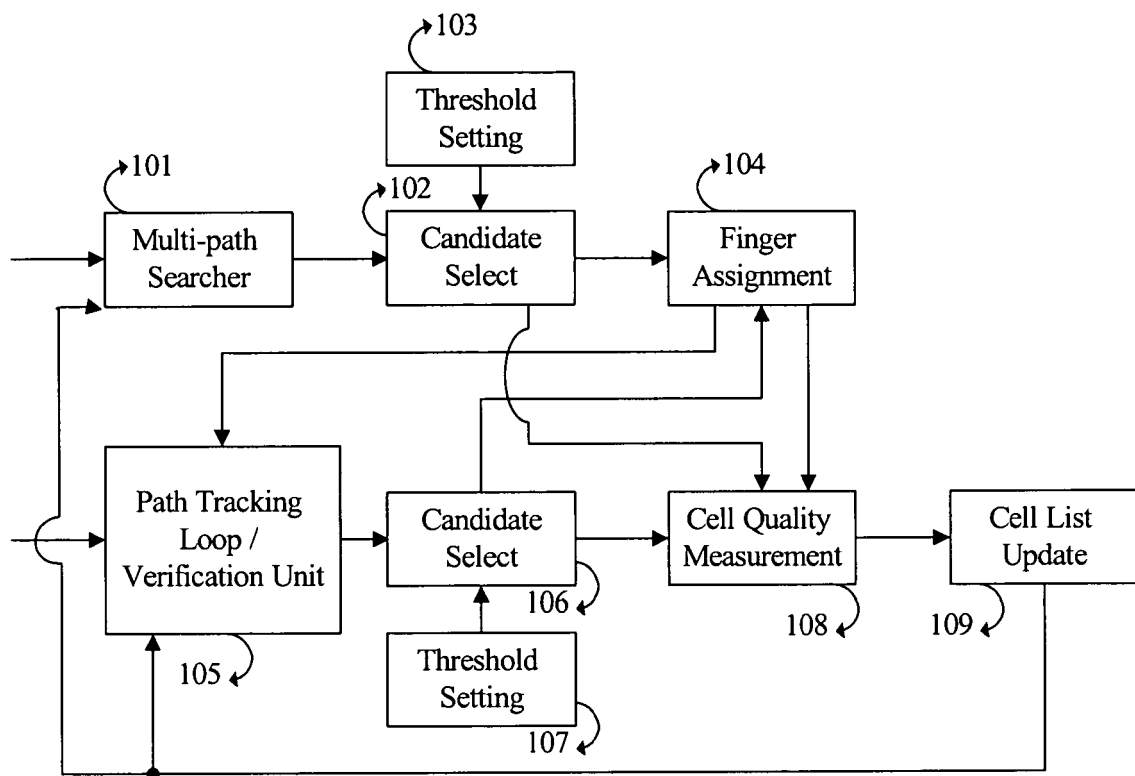 103
Threshold
Setting
101
102
104
Multi-path
Searcher
Candidate
Select
Finger
Assignment
Path Tracking
Loop /
Verification Unit
Candidate
Select
Cell Quality
Measurement
Cell List
Update
106
108
109
105
Threshold
Setting
107